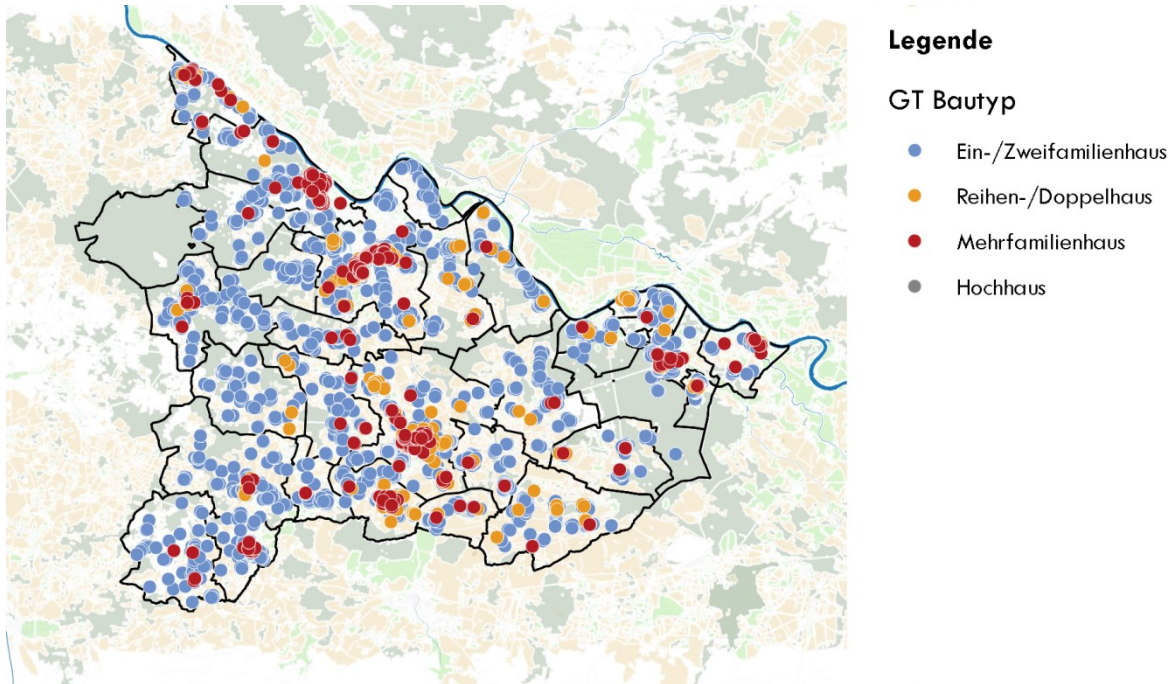 Legende
GT Bautyp
Ein-/Zweifamilienhaus
Reihen-/Doppelhaus
Mehrfamilienhaus
Hochhaus